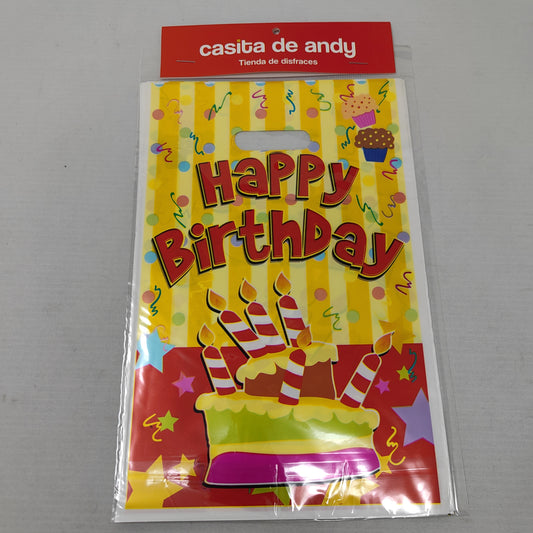 casita de andy
Tienda de disfraces
Happy
Birthday